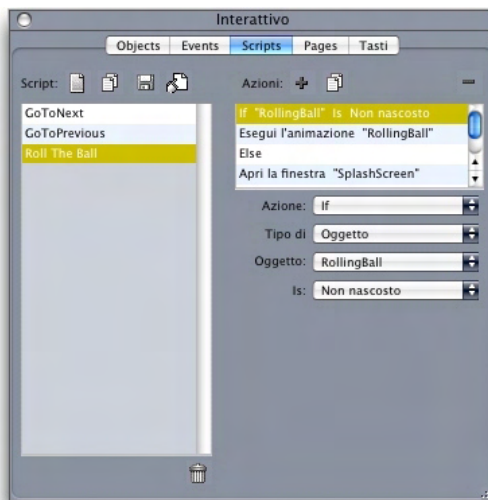 Interattivo
Objects Events Scripts Pages Tasti
Script:
GoToNext
GoToPrevious
Roll The Ball
Azioni:
If "RollingBall" Is Non nascosto
Esegui l'animazione "RollingBall"
Else
Apri la finestra "SplashScreen"
Azione: If
Tipo di Oggetto
Oggetto: RollingBall
Is: Non nascosto